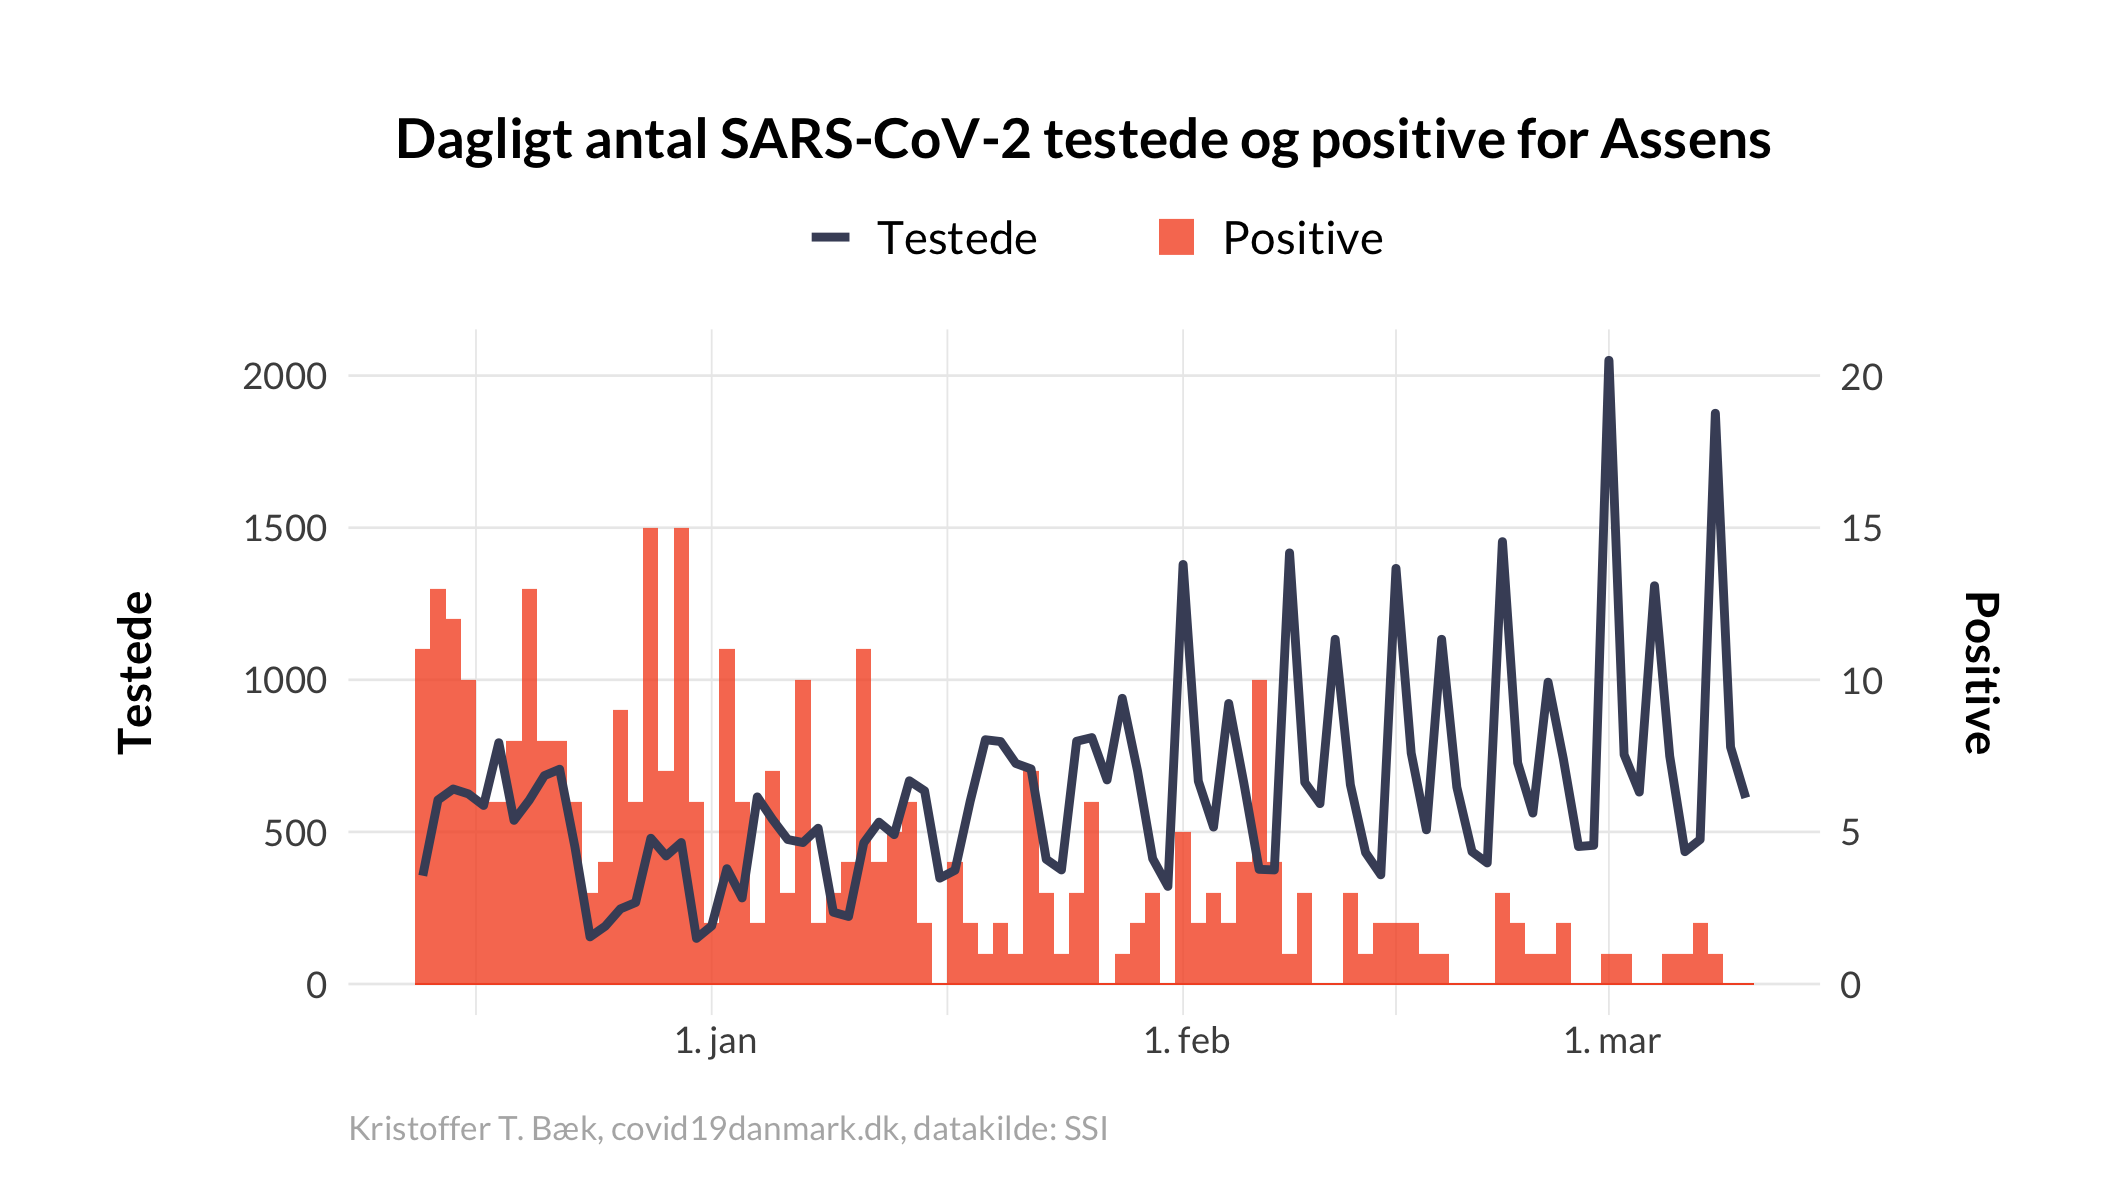 Dagligt antal SARS-CoV-2 testede og positive for Assens
Testede Positive
2000 20
1500 15
1000 10
500 5
0 0
Testede
Positive
1. jan 1. feb 1. mar
Kristoffer T. Bæk, covid19danmark.dk, datakilde: SSI